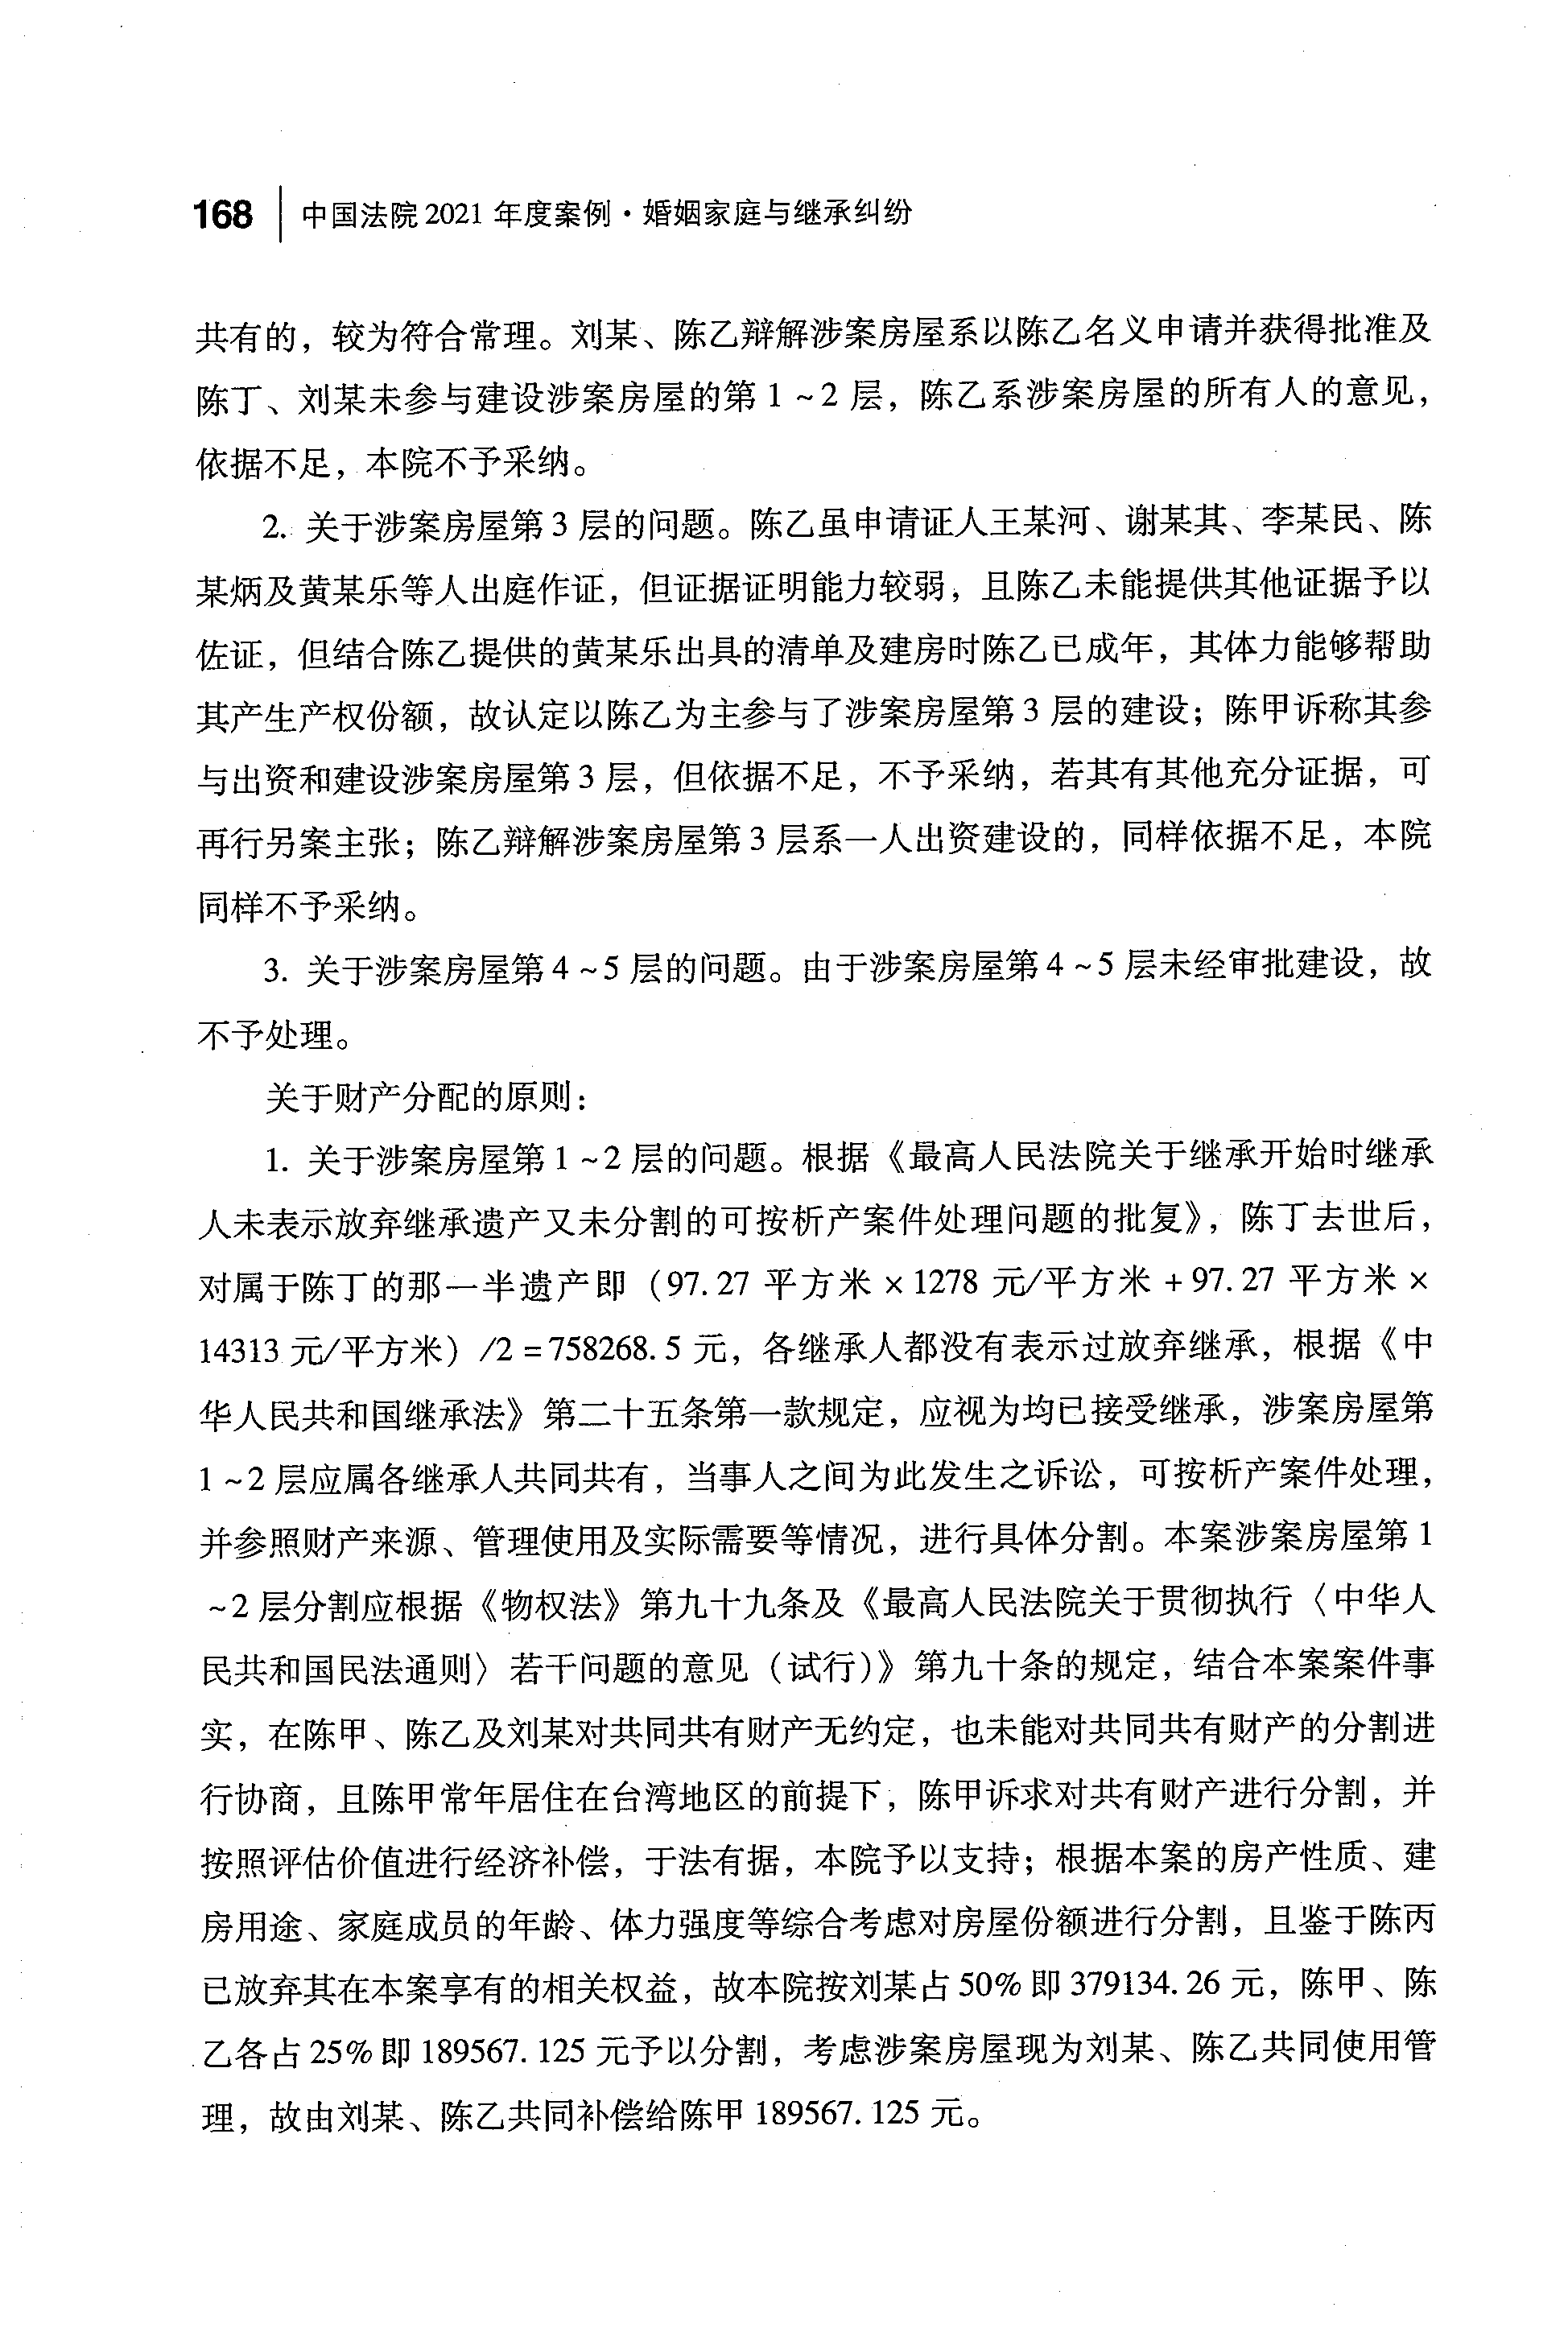 168 中国法院 2021 年度案例·婚姻家庭与继承纠纷
共有的，较为符合常理。刘某、陈乙辩解涉案房屋系以陈乙名义申请并获得批准及
陈丁、刘某未参与建设涉案房屋的第 1 ~2 层，陈乙系涉案房屋的所有人的意见，
依据不足，本院不予采纳。
2. 关于涉案房屋第 3 层的问题。陈乙虽申请证人王某河、谢某其、李某民、陈
某炳及黄某乐等人出庭作证，但证据证明能力较弱，且陈乙未能提供其他证据予以
佐证，但结合陈乙提供的黄某乐出具的清单及建房时陈乙已成年，其体力能够帮助
其产生产权份额，故认定以陈乙为主参与了涉案房屋第 3 层的建设；陈甲诉称其参
与出资和建设涉案房屋第 3 层，但依据不足，不予采纳，若其有其他充分证据，可
再行另案主张；陈乙辩解涉案房屋第 3 层系一人出资建设的，同样依据不足，本院
同样不予采纳。
3. 关于涉案房屋第 4 ~5 层的问题。由于涉案房屋第 4 ~5 层未经审批建设，故
不予处理。
关于财产分配的原则：
1. 关于涉案房屋第 1 ~2 层的问题。根据《最高人民法院关于继承开始时继承
人未表示放弃继承遗产又未分割的可按析产案件处理问题的批复》，陈丁去世后，
对属于陈丁的那一半遗产即（97.27 平方米 × 1278 元/平方米 + 97.27 平方米 ×
14313 元/平方米）/2 = 758268.5 元，各继承人都没有表示过放弃继承，根据《中
华人民共和国继承法》第二十五条第一款规定，应视为均已接受继承，涉案房屋第
1 ~2 层应属各继承人共同共有，当事人之间为此发生之诉讼，可按析产案件处理，
并参照财产来源、管理使用及实际需要等情况，进行具体分割。本案涉案房屋第 1
~2 层分割应根据《物权法》第九十九条及《最高人民法院关于贯彻执行〈中华人
民共和国民法通则〉若干问题的意见（试行）》第九十条的规定，结合本案案件事
实，在陈甲、陈乙及刘某对共同共有财产无约定，也未能对共同共有财产的分割进
行协商，且陈甲常年居住在台湾地区的前提下，陈甲诉求对共有财产进行分割，并
按照评估价值进行经济补偿，于法有据，本院予以支持；根据本案的房产性质、建
房用途、家庭成员的年龄、体力强度等综合考虑对房屋份额进行分割，且鉴于陈丙
已放弃其在本案享有的相关权益，故本院按刘某占 50% 即 379134.26 元，陈甲、陈
乙各占 25% 即 189567.125 元予以分割，考虑涉案房屋现为刘某、陈乙共同使用管
理，故由刘某、陈乙共同补偿给陈甲 189567.125 元。